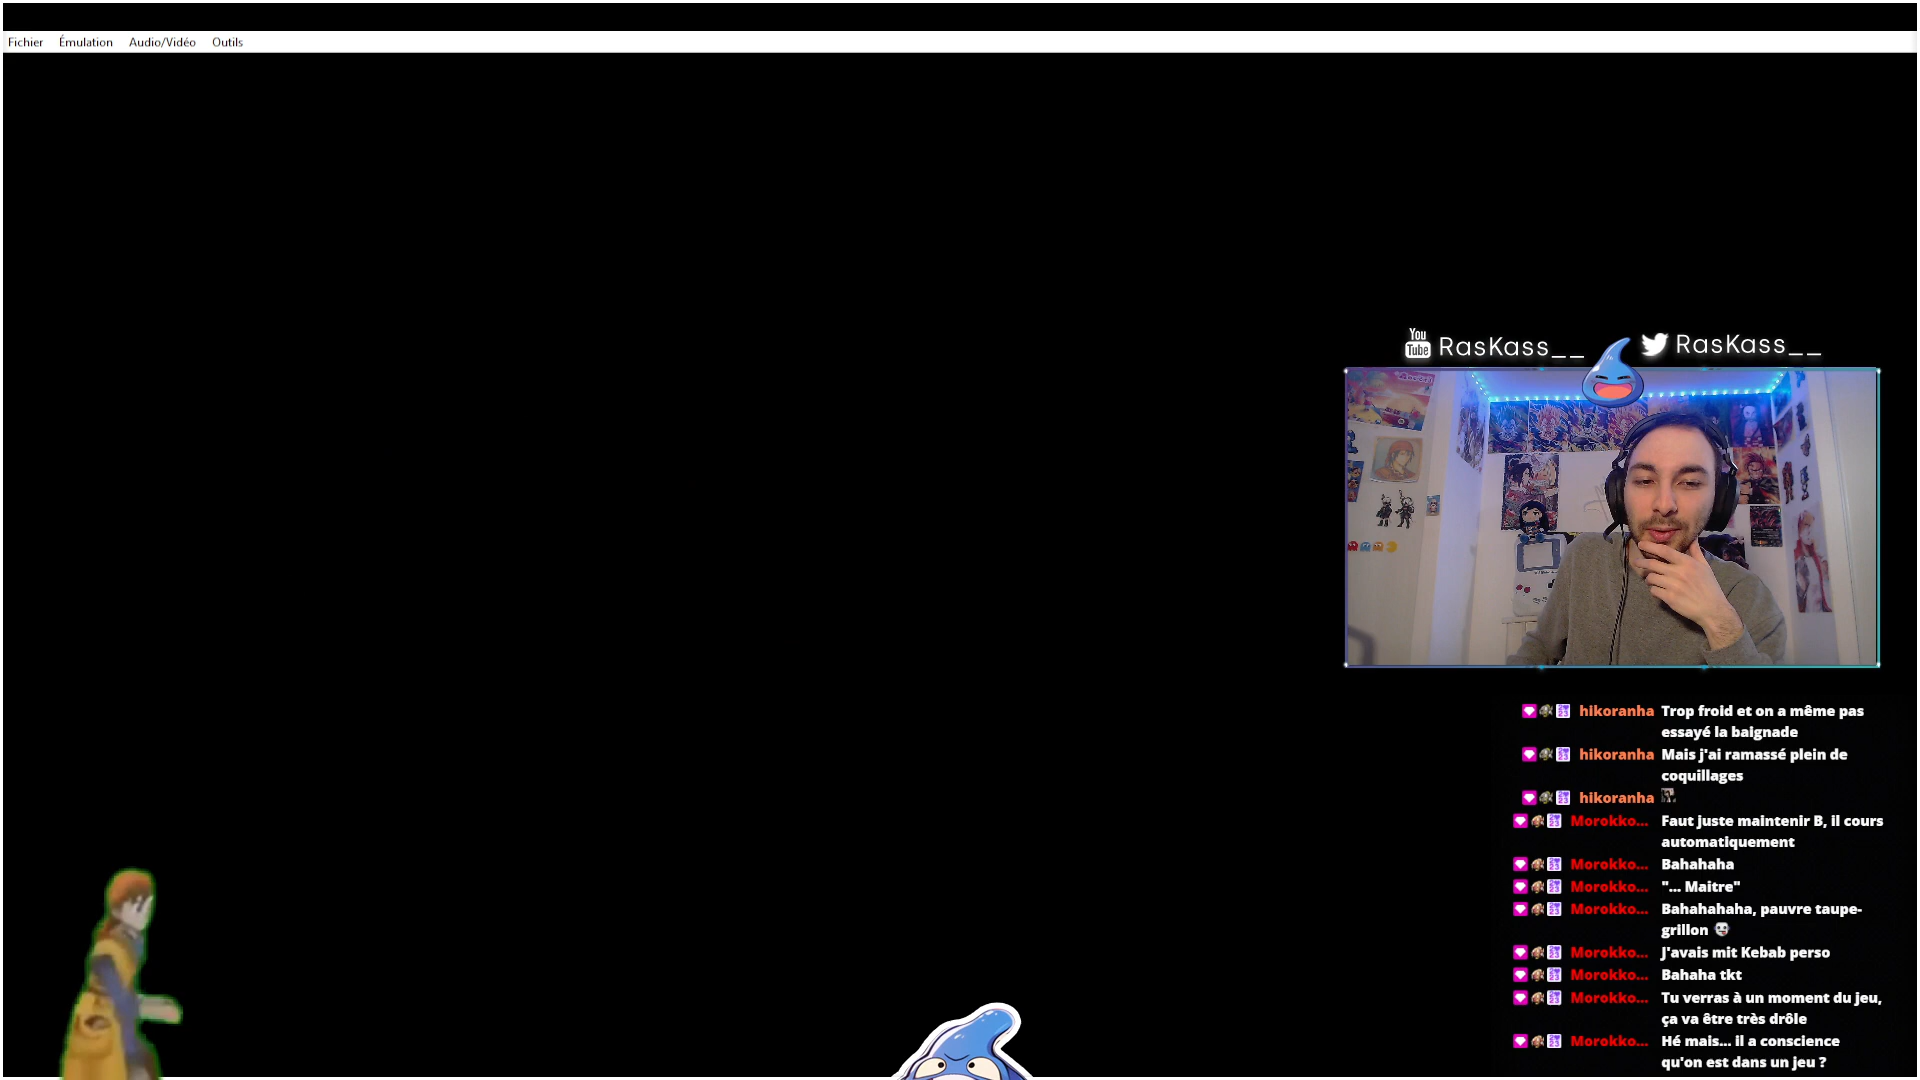 Fichier Émulation Audio/Vidéo Outils
You
Tube RasKass__ RasKass__
hikoranha Trop froid et on a même pas
essayé la baignade
hikoranha Mais j'ai ramassé plein de
coquillages
hikoranha
Morokko... Faut juste maintenir B, il cours
automatiquement
Morokko... Bahahaha
Morokko... "... Maitre"
Morokko... Bahahahaha, pauvre taupe-
grillon
Morokko... J'avais mit Kebab perso
Morokko... Bahaha tkt
Morokko... Tu verras à un moment du jeu,
ça va être très drôle
Morokko... Hé mais... il a conscience
qu'on est dans un jeu ?